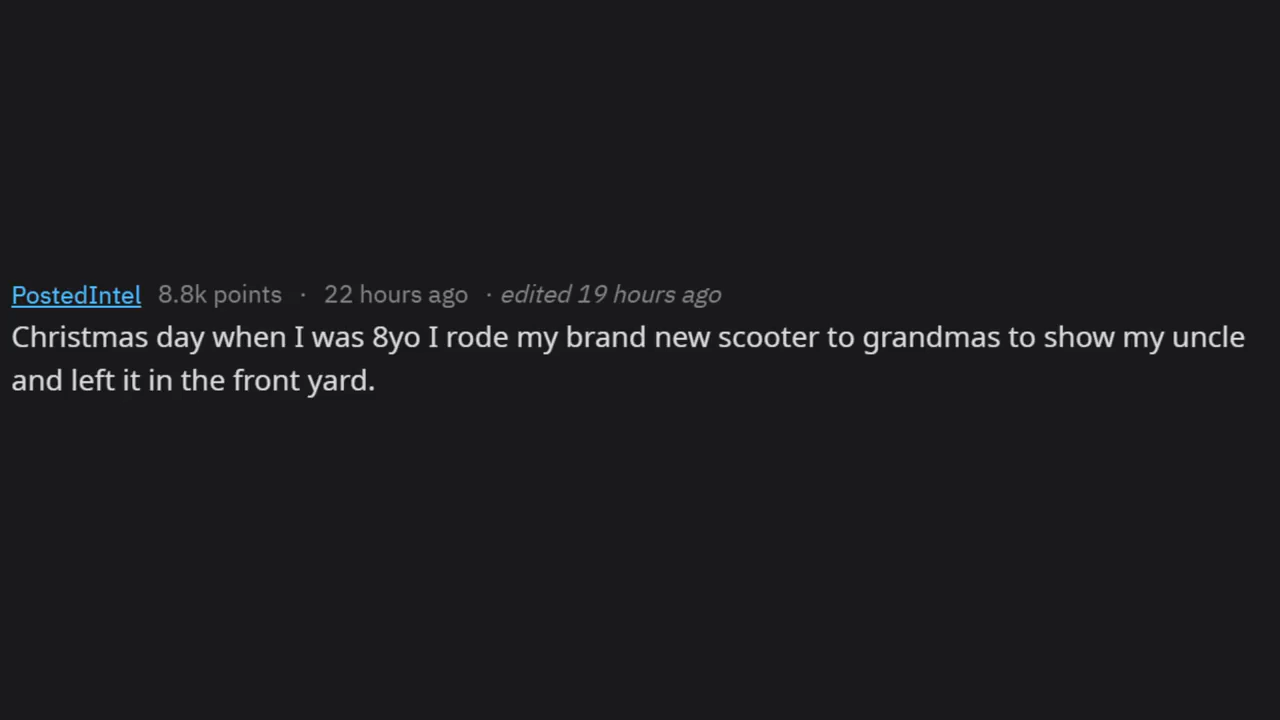 PostedIntel 8.8k points · 22 hours ago · edited 19 hours ago
Christmas day when I was 8yo I rode my brand new scooter to grandmas to show my uncle
and left it in the front yard.